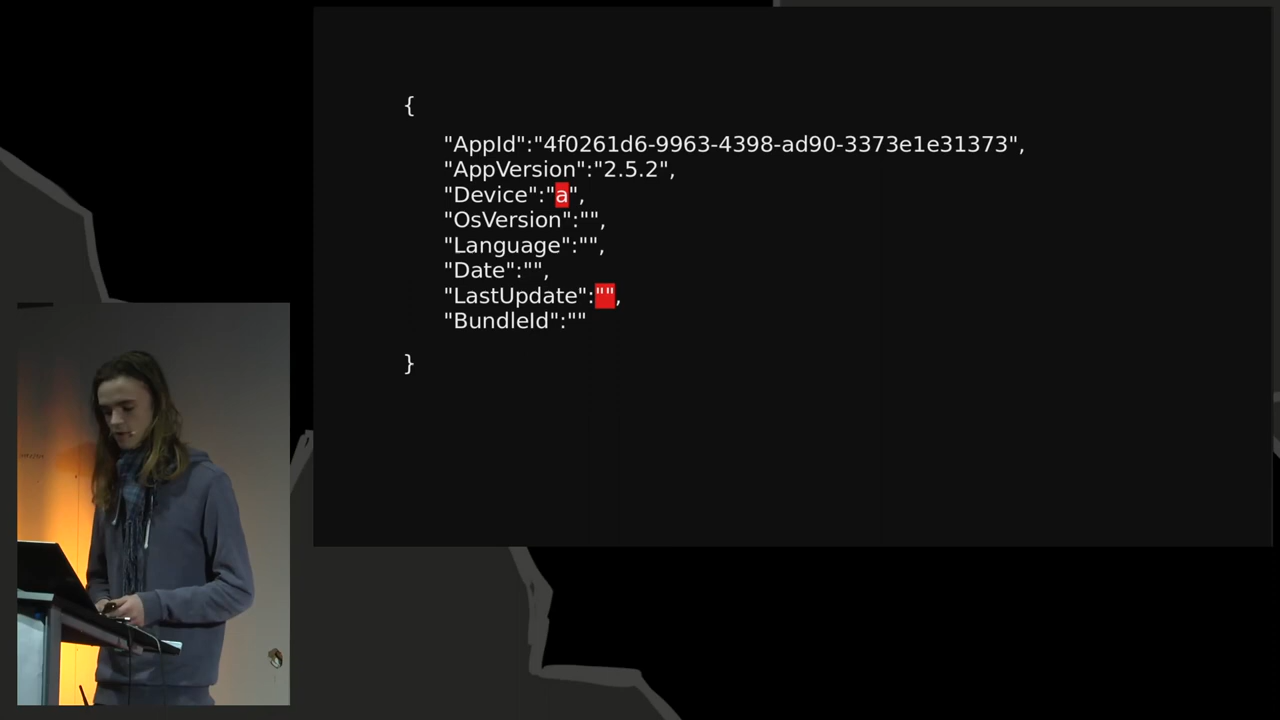 {
"AppId":"4f0261d6-9963-4398-ad90-3373e1e31373",
"AppVersion":"2.5.2",
"Device":"a",
"OsVersion":"",
"Language":"",
"Date":"",
"LastUpdate":"",
"BundleId":""
}